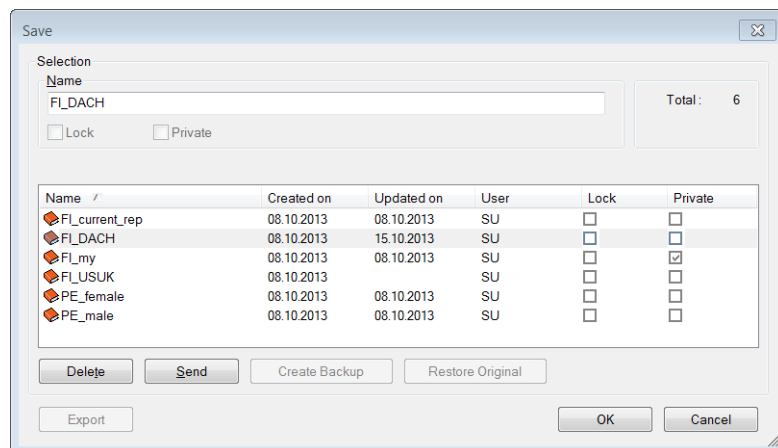 Save
Selection
Name
FI_DACH
Total : 6
Lock Private
Name Created on Updated on User Lock Private
FI_current_rep 08.10.2013 08.10.2013 SU
FI_DACH 08.10.2013 15.10.2013 SU
FI_my 08.10.2013 08.10.2013 SU
FI_USUK 08.10.2013 SU
PE_female 08.10.2013 08.10.2013 SU
PE_male 08.10.2013 08.10.2013 SU
Delete Send Create Backup Restore Original
Export OK Cancel